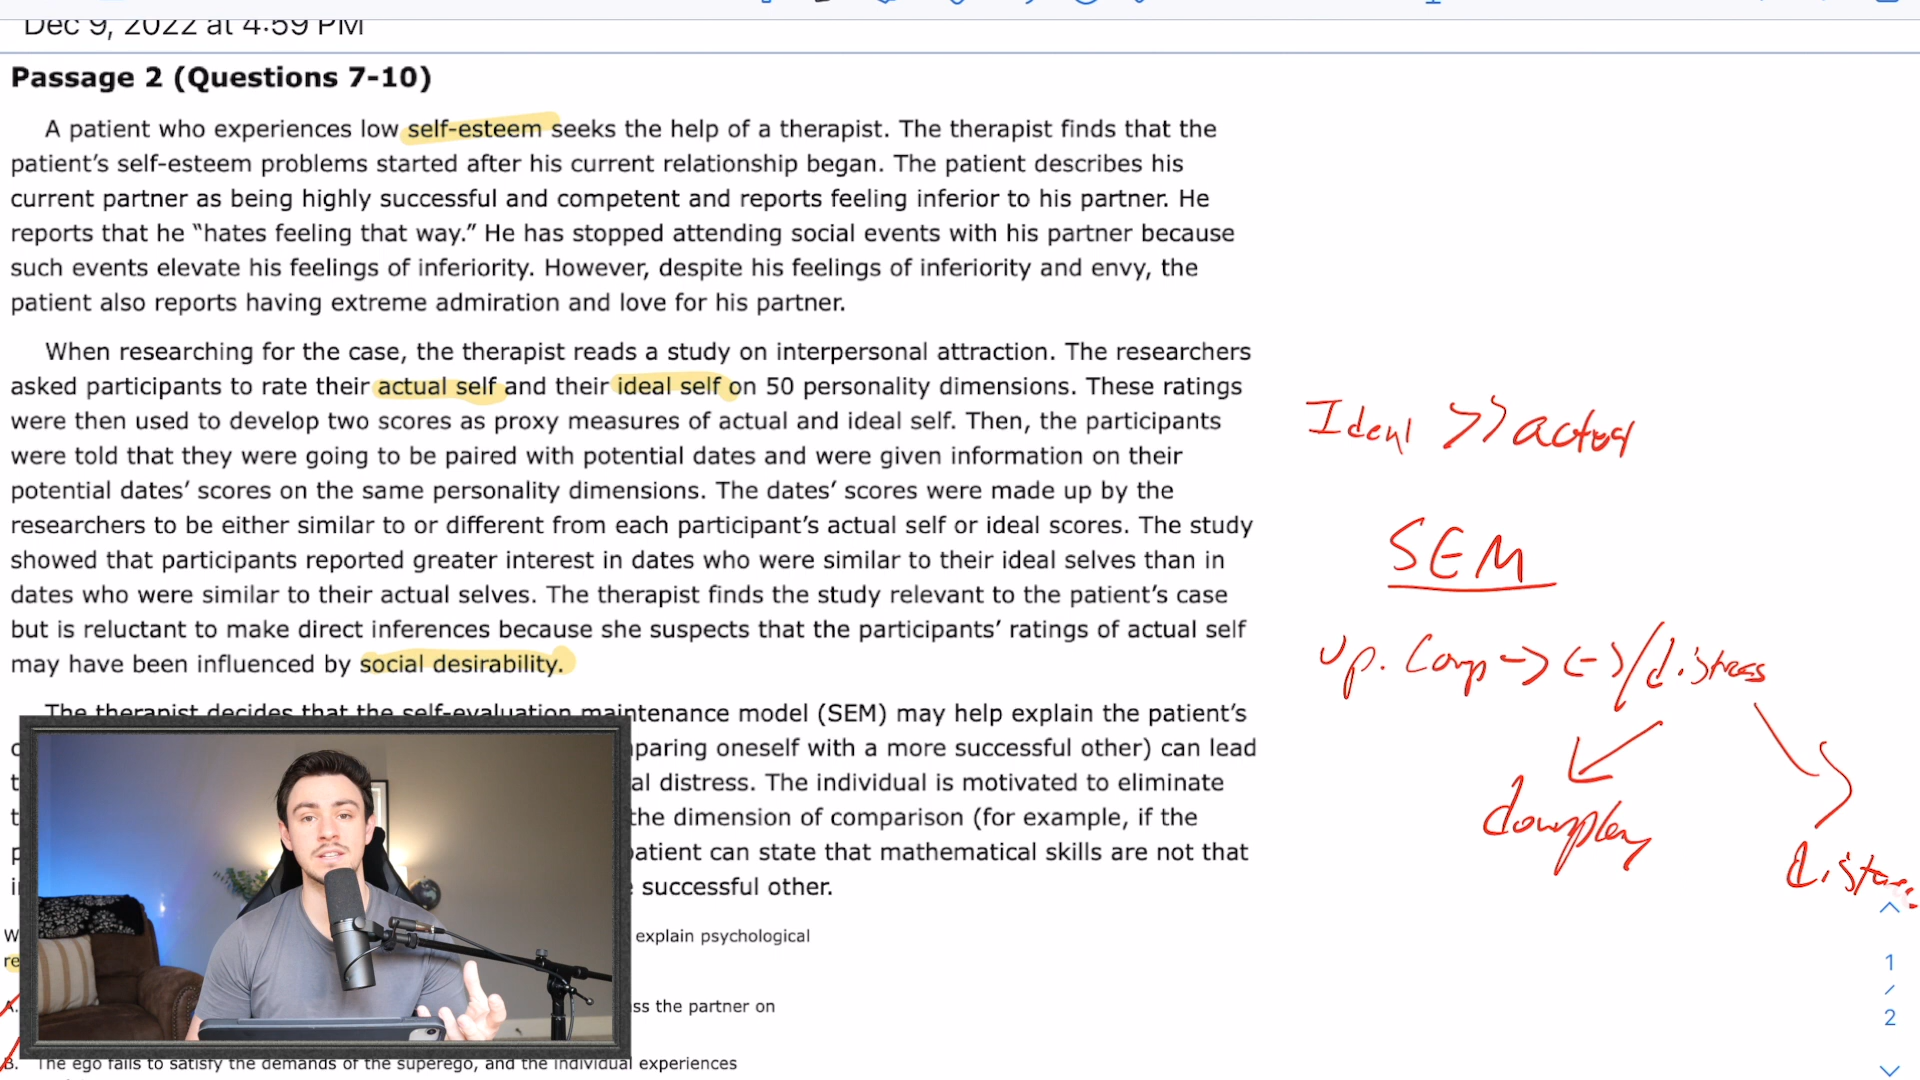 Dec 9, 2022 at 4:59 PM
Passage 2 (Questions 7-10)
A patient who experiences low self-esteem seeks the help of a therapist. The therapist finds that the
patient's self-esteem problems started after his current relationship began. The patient describes his
current partner as being highly successful and competent and reports feeling inferior to his partner. He
reports that he “hates feeling that way.” He has stopped attending social events with his partner because
such events elevate his feelings of inferiority. However, despite his feelings of inferiority and envy, the
patient also reports having extreme admiration and love for his partner.
When researching for the case, the therapist reads a study on interpersonal attraction. The researchers
asked participants to rate their actual self and their ideal self on 50 personality dimensions. These ratings
were then used to develop two scores as proxy measures of actual and ideal self. Then, the participants
were told that they were going to be paired with potential dates and were given information on their
potential dates' scores on the same personality dimensions. The dates' scores were made up by the
researchers to be either similar to or different from each participant's actual self or ideal scores. The study
showed that participants reported greater interest in dates who were similar to their ideal selves than in
dates who were similar to their actual selves. The therapist finds the study relevant to the patient's case
but is reluctant to make direct inferences because she suspects that the participants' ratings of actual self
may have been influenced by social desirability.
The therapist decides that the self-evaluation maintenance model (SEM) may help explain the patient's
paring oneself with a more successful other) can lead
al distress. The individual is motivated to eliminate
the dimension of comparison (for example, if the
atient can state that mathematical skills are not that
successful other.
explain psychological
ss the partner on
B. The ego fails to satisfy the demands of the superego, and the individual experiences
Ideal >> actual
SEM
Up. Comp -> (-)/distress
downplay
1
/
2